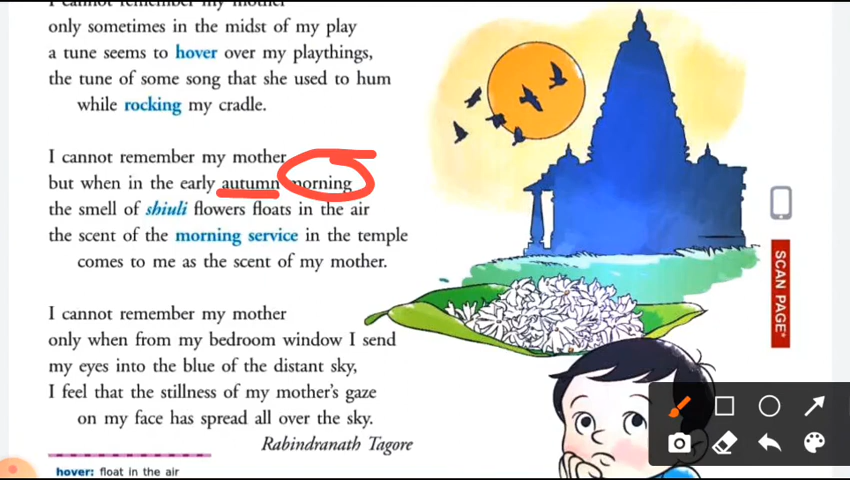 I cannot remember my mother
only sometimes in the midst of my play
a tune seems to hover over my playthings,
the tune of some song that she used to hum
while rocking my cradle.
I cannot remember my mother
but when in the early autumn morning
the smell of shiuli flowers floats in the air
the scent of the morning service in the temple
comes to me as the scent of my mother.
I cannot remember my mother
only when from my bedroom window I send
my eyes into the blue of the distant sky,
I feel that the stillness of my mother's gaze
on my face has spread all over the sky.
Rabindranath Tagore
hover: float in the air
SCAN PAGE*